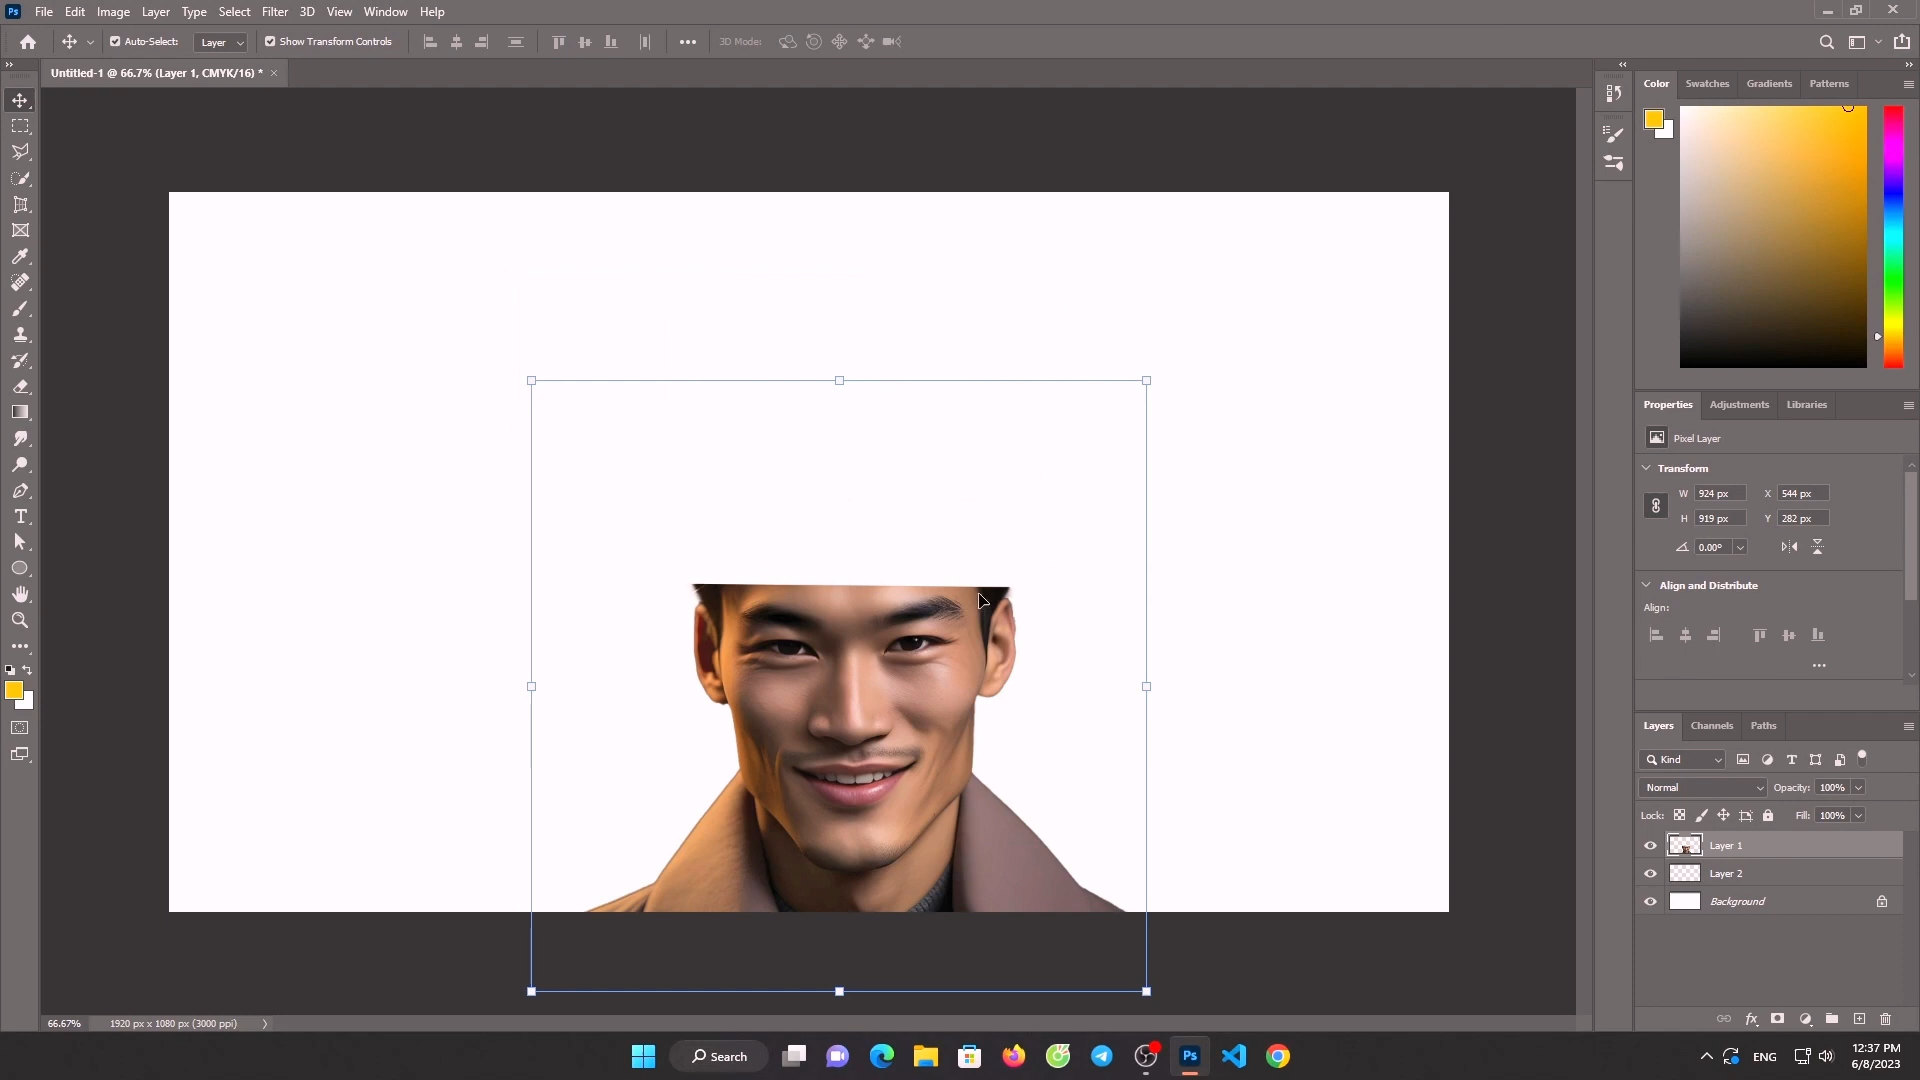 Ps File Edit Image Layer Type Select Filter 3D View Window Help
Auto-Select: Layer Show Transform Controls 3D Mode:
Untitled-1 @ 66.7% (Layer 1, CMYK/16) *
Color Swatches Gradients Patterns
Properties Adjustments Libraries
Pixel Layer
Transform
W 924 px X 544 px
H 919 px Y 282 px
0.00°
Align and Distribute
Align:
Layers Channels Paths
Kind
Normal Opacity: 100%
Lock: Fill: 100%
Layer 1
Layer 2
Background
66.67% 1920 px x 1080 px (3000 ppi)
Search Ps ENG 12:37 PM
6/8/2023